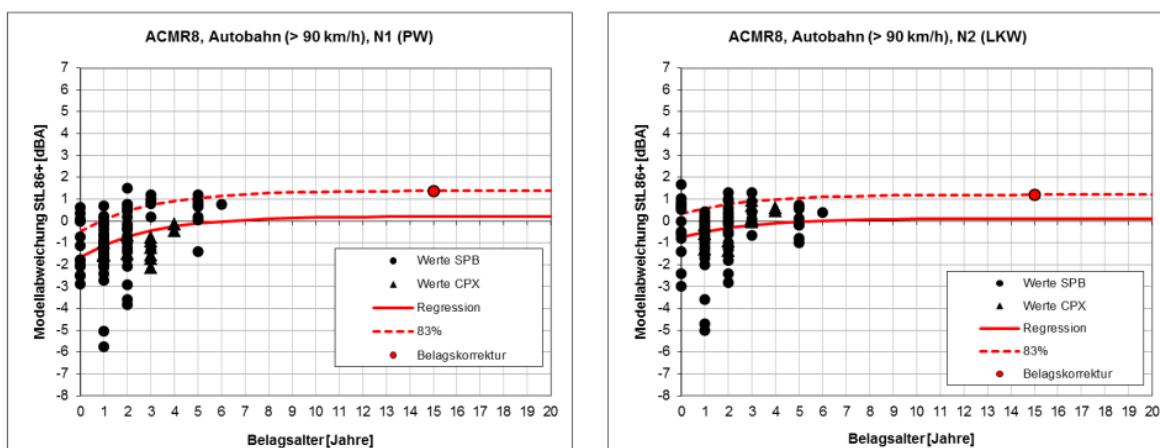 ACMR8, Autobahn (> 90 km/h), N1 (PW)
Modellabweichung StL86+ [dBA]
7
6
5
4
3
2
1
0
-1
-2
-3
-4
-5
-6
-7
-8
Werte SPB
Werte CPX
Regression
83%
Belagskorrektur
0 1 2 3 4 5 6 7 8 9 10 11 12 13 14 15 16 17 18 19 20
Belagsalter [Jahre]
ACMR8, Autobahn (> 90 km/h), N2 (LKW)
Modellabweichung StL86+ [dBA]
7
6
5
4
3
2
1
0
-1
-2
-3
-4
-5
-6
-7
-8
Werte SPB
Werte CPX
Regression
83%
Belagskorrektur
0 1 2 3 4 5 6 7 8 9 10 11 12 13 14 15 16 17 18 19 20
Belagsalter [Jahre]